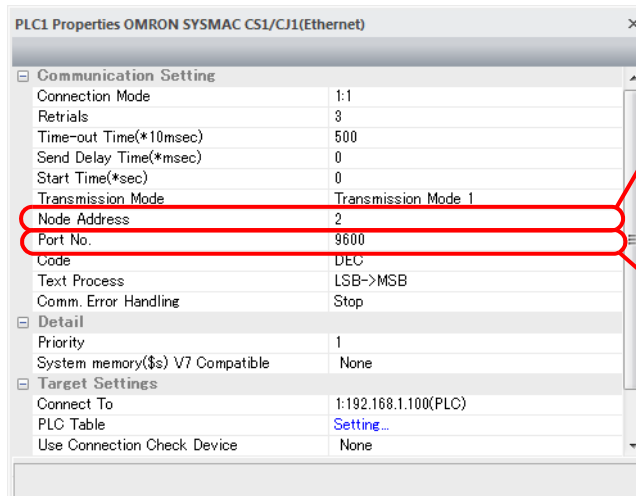 PLC1 Properties OMRON SYSMAC CS1/CJ1(Ethernet)
Communication Setting
Connection Mode 1:1
Retrials 3
Time-out Time(*10msec) 500
Send Delay Time(*msec) 0
Start Time(*sec) 0
Transmission Mode Transmission Mode 1
Node Address 2
Port No. 9600
Code DEC
Text Process LSB->MSB
Comm. Error Handling Stop
Detail
Priority 1
System memory($s) V7 Compatible None
Target Settings
Connect To 1:192.168.1.100(PLC)
PLC Table Setting...
Use Connection Check Device None